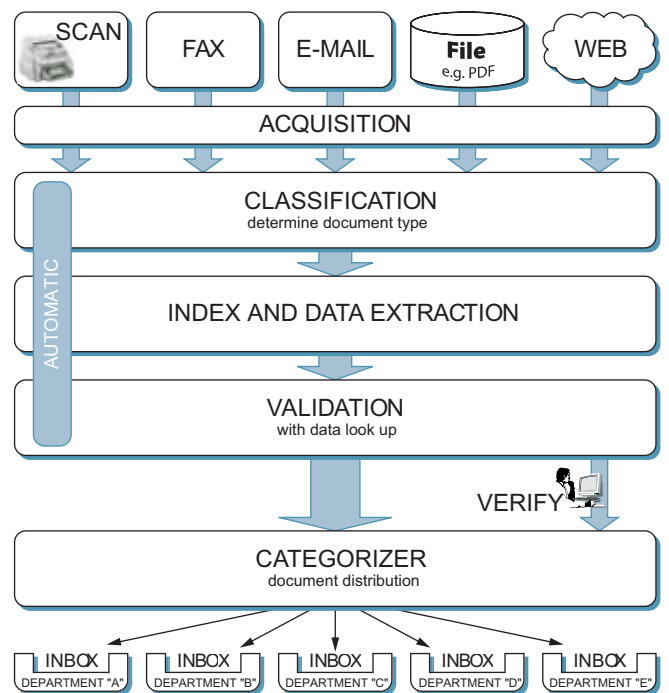 SCAN
FAX
E-MAIL
File
e.g. PDF
WEB
ACQUISITION
CLASSIFICATION
determine document type
AUTOMATIC
INDEX AND DATA EXTRACTION
VALIDATION
with data look up
VERIFY
CATEGORIZER
document distribution
INBOX
DEPARTMENT "A"
INBOX
DEPARTMENT "B"
INBOX
DEPARTMENT "C"
INBOX
DEPARTMENT "D"
INBOX
DEPARTMENT "E"